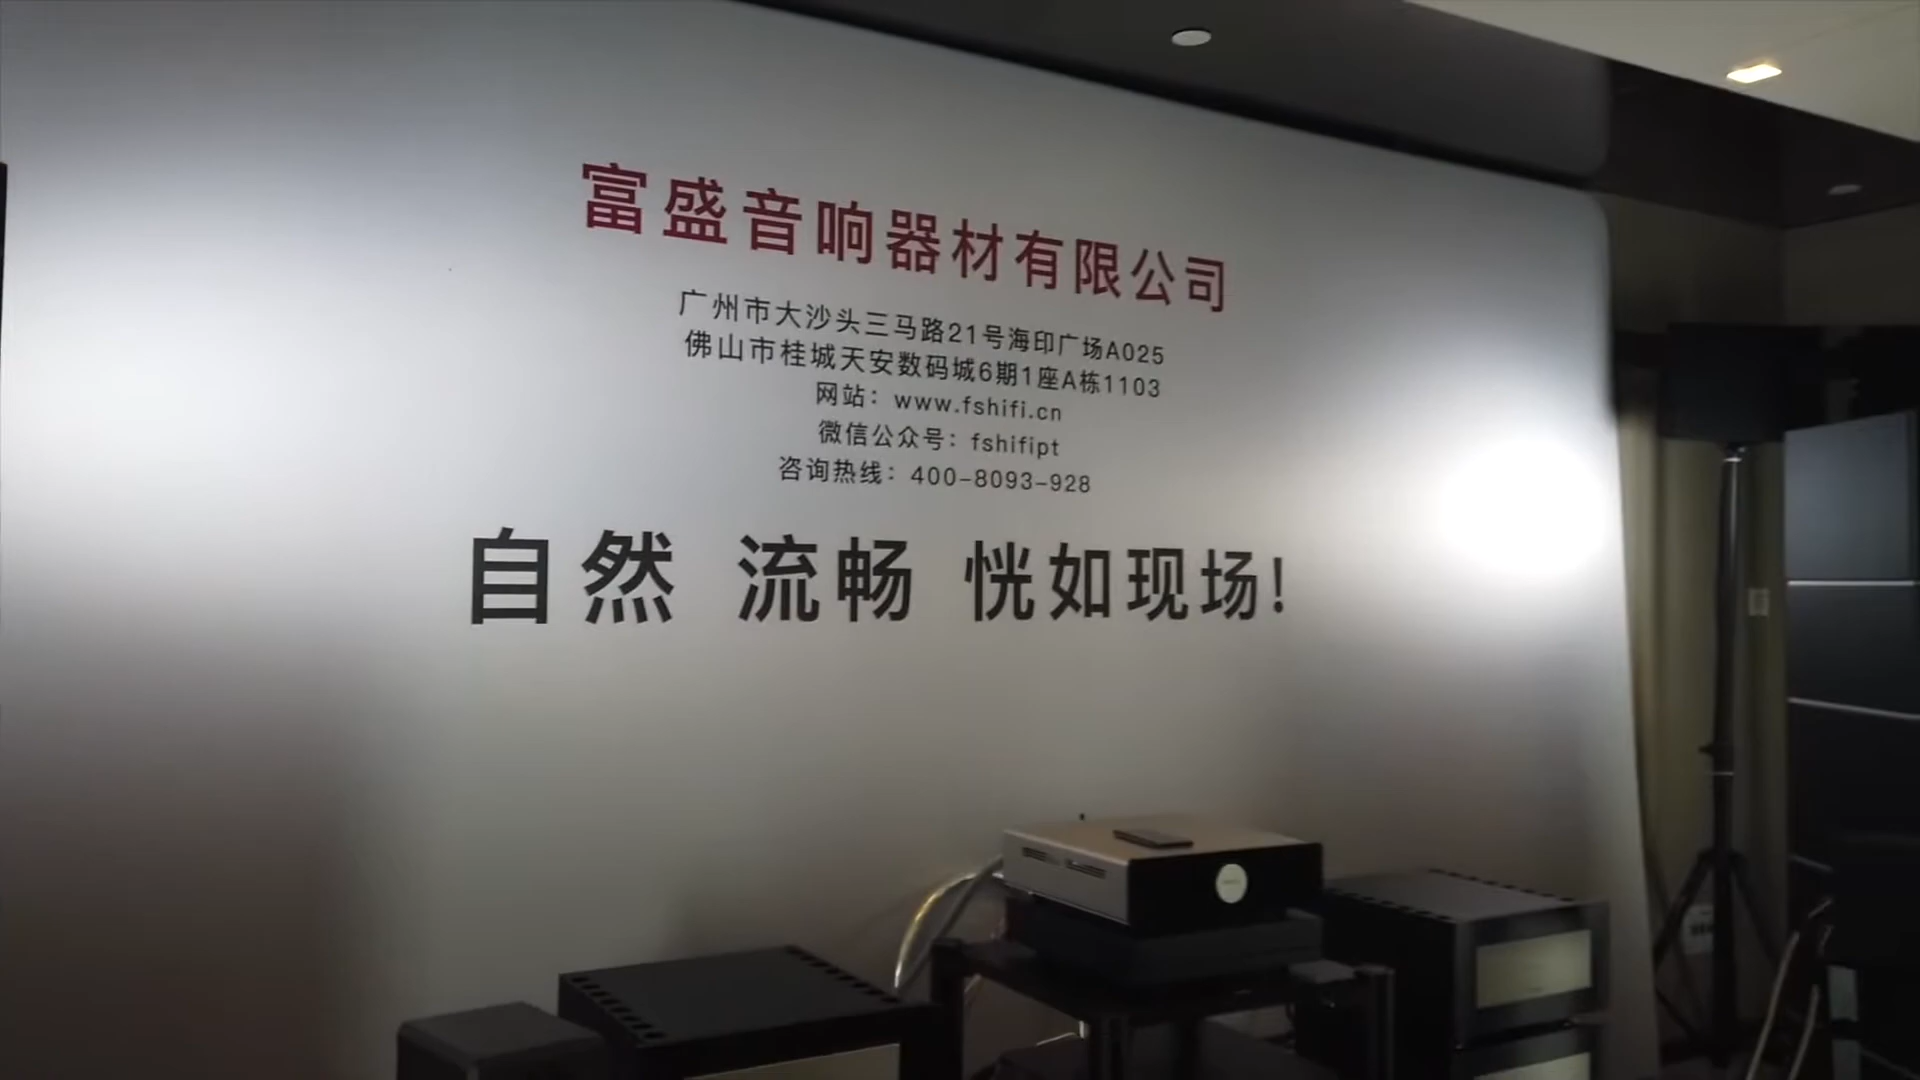 富盛音响器材有限公司
广州市大沙头三马路21号海印广场A025
佛山市桂城天安数码城6期1座A栋1103
网站：www.fshifi.cn
微信公众号：fshifipt
咨询热线：400-8093-928
自然 流畅 恍如现场!